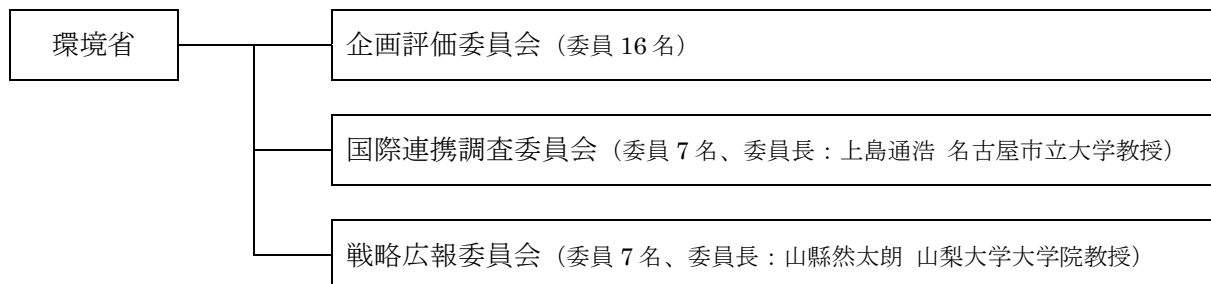 環境省
企画評価委員会（委員 16 名）
国際連携調査委員会（委員 7 名、委員長：上島通浩 名古屋市立大学教授）
戦略広報委員会（委員 7 名、委員長：山縣然太朗 山梨大学大学院教授）